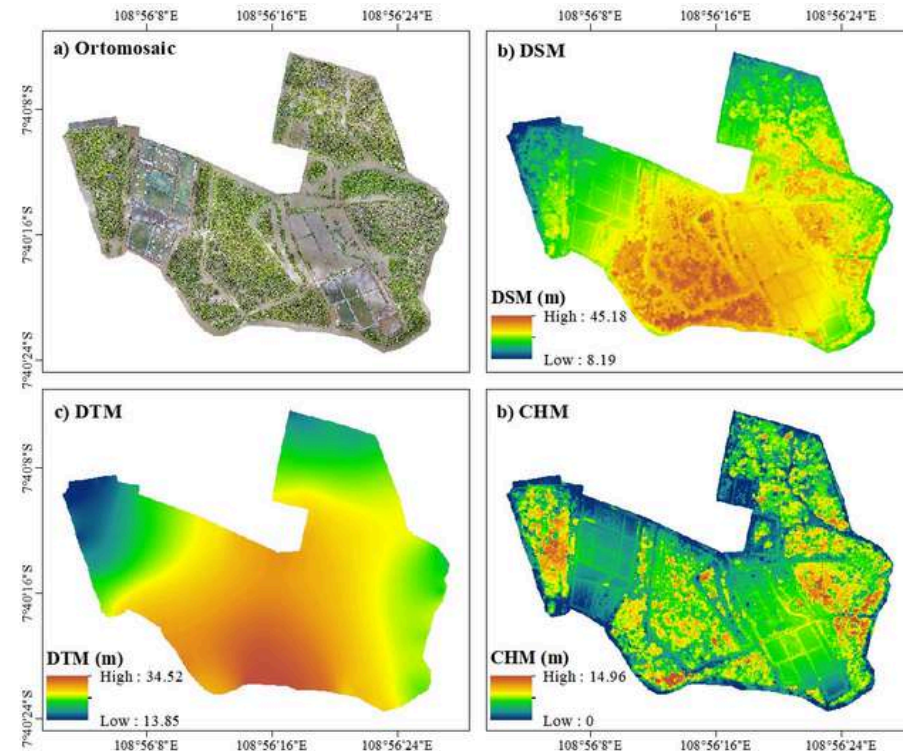 108°56'8"E 108°56'16"E 108°56'24"E 108°56'8"E 108°56'16"E 108°56'24"E
a) Ortomosaic
b) DSM
7°40'8"S
7°40'16"S
7°40'24"S
DSM (m)
High : 45.18
Low : 8.19
c) DTM
b) CHM
7°40'8"S
7°40'16"S
7°40'24"S
DTM (m)
High : 34.52
Low : 13.85
CHM (m)
High : 14.96
Low : 0
108°56'8"E 108°56'16"E 108°56'24"E 108°56'8"E 108°56'16"E 108°56'24"E